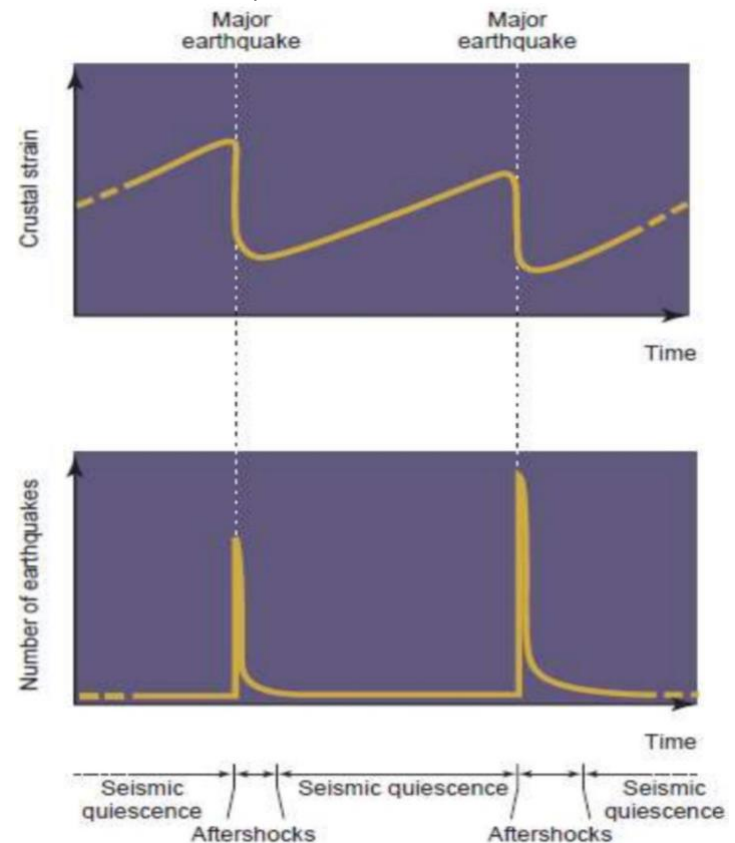 Major
earthquake
Major
earthquake
Crustal strain
Time
Number of earthquakes
Time
Seismic
quiescence
Seismic quiescence
Seismic
quiescence
Aftershocks
Aftershocks